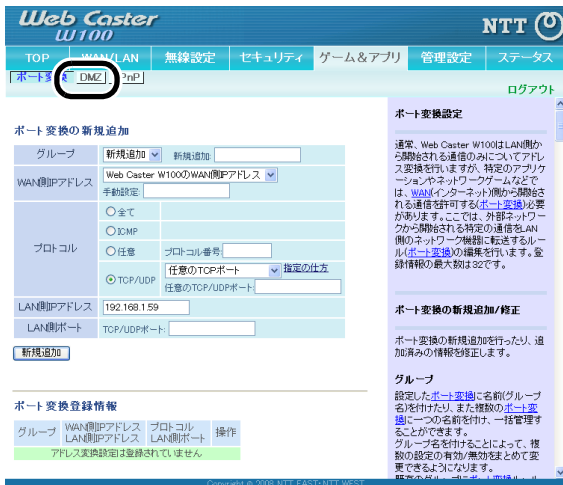 Web Caster
W100
NTT
TOP WAN/LAN 無線設定 セキュリティ ゲーム&アプリ 管理設定 ステータス
ポート変換 DMZ UPnP
ログアウト
ポート変換の新規追加
グループ 新規追加 新規追加:
WAN側IPアドレス Web Caster W100のWAN側IPアドレス
手動設定:
プロトコル
全て
ICMP
任意 プロトコル番号:
TCP/UDP 任意のTCPポート 指定の仕方
任意のTCP/UDPポート:
LAN側IPアドレス 192.168.1.59
LAN側ポート TCP/UDPポート:
新規追加
ポート変換登録情報
グループ WAN側IPアドレス プロトコル 操作
LAN側IPアドレス LAN側ポート
アドレス変換設定は登録されていません
ポート変換設定
通常、Web Caster W100はLAN側か
ら開始される通信のみについてアドレ
ス変換を行いますが、特定のアプリケ
ーションやネットワークゲームなどで
は、WAN(インターネット)側から開始さ
れる通信を許可する(ポート変換)必要
があります。ここでは、外部ネットワー
クから開始される特定の通信をLAN
側のネットワーク機器に転送するルー
ル(ポート変換)の編集を行います。登
録情報の最大数は32です。
ポート変換の新規追加/修正
ポート変換の新規追加を行ったり、追
加済みの情報を修正します。
グループ
設定したポート変換に名前(グループ
名)を付けたり、また複数のポート変
換に一つの名前を付け、一括管理す
ることができます。
グループ名を付けることによって、複
数の設定の有効/無効をまとめて変
更できるようになります。
Copyright © 2008 NTT EAST・NTT WEST